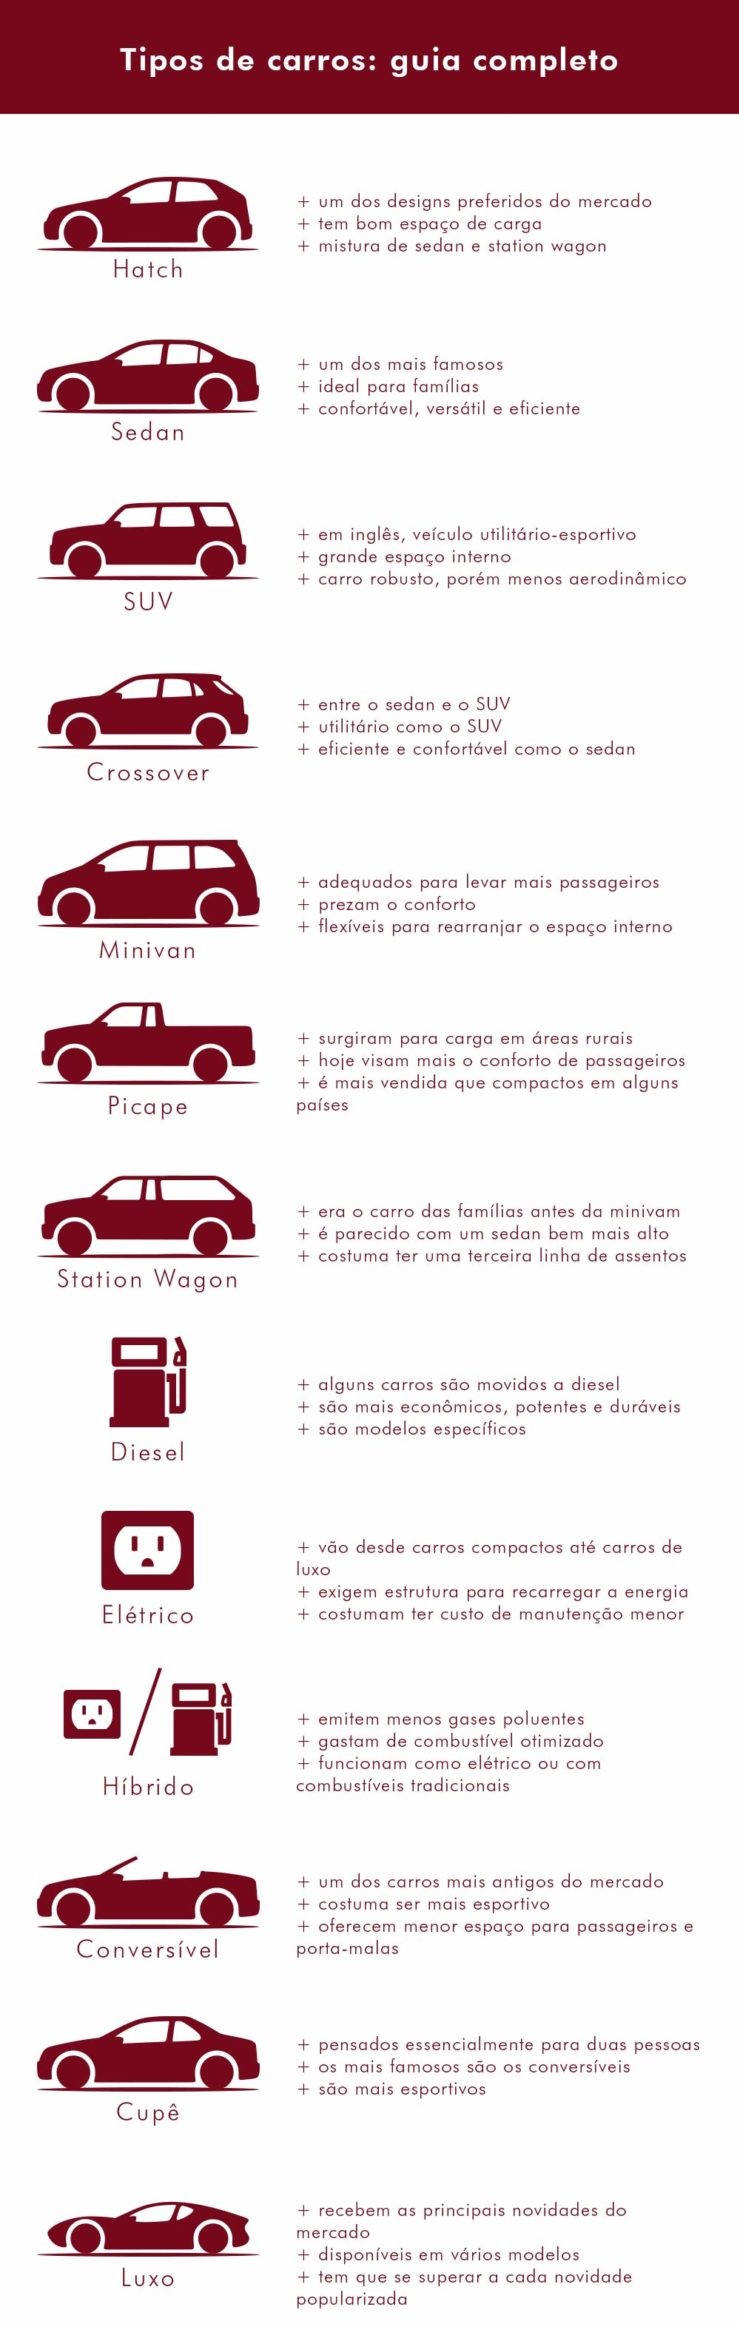 Tipos de carros: guia completo
+ um dos designs preferidos do mercado
+ tem bom espaço de carga
+ mistura de sedan e station wagon
Hatch
+ um dos mais famosos
+ ideal para famílias
+ confortável, versátil e eficiente
Sedan
+ em inglês, veículo utilitário-esportivo
+ grande espaço interno
+ carro robusto, porém menos aerodinâmico
SUV
+ entre o sedan e o SUV
+ utilitário como o SUV
+ eficiente e confortável como o sedan
Crossover
+ adequados para levar mais passageiros
+ prezam o conforto
+ flexíveis para rearranjar o espaço interno
Minivan
+ surgiram para carga em áreas rurais
+ hoje visam mais o conforto de passageiros
+ é mais vendida que compactos em alguns
países
Picape
+ era o carro das famílias antes da minivam
+ é parecido com um sedan bem mais alto
+ costuma ter uma terceira linha de assentos
Station Wagon
+ alguns carros são movidos a diesel
+ são mais econômicos, potentes e duráveis
+ são modelos específicos
Diesel
+ vão desde carros compactos até carros de
luxo
+ exigem estrutura para recarregar a energia
+ costumam ter custo de manutenção menor
Elétrico
+ emitem menos gases poluentes
+ gastam de combustível otimizado
+ funcionam como elétrico ou com
combustíveis tradicionais
Híbrido
+ um dos carros mais antigos do mercado
+ costuma ser mais esportivo
+ oferecem menor espaço para passageiros e
porta-malas
Conversível
+ pensados essencialmente para duas pessoas
+ os mais famosos são os conversíveis
+ são mais esportivos
Cupê
+ recebem as principais novidades do
mercado
+ disponíveis em vários modelos
+ tem que se superar a cada novidade
popularizada
Luxo